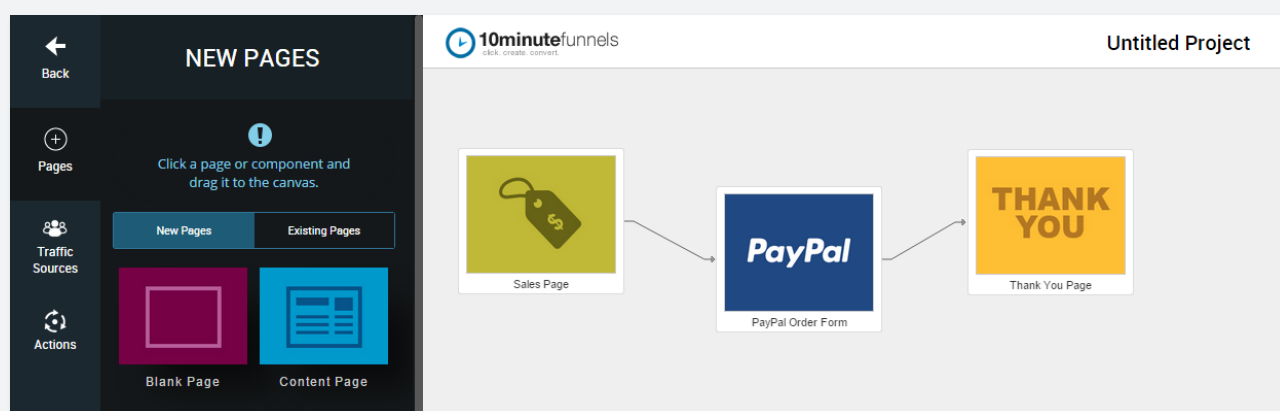 Back
NEW PAGES
Pages
Click a page or component and
drag it to the canvas.
New Pages
Existing Pages
Traffic
Sources
Actions
Blank Page
Content Page
10minutefunnels
click. create. convert.
Untitled Project
Sales Page
PayPal
PayPal Order Form
THANK
YOU
Thank You Page